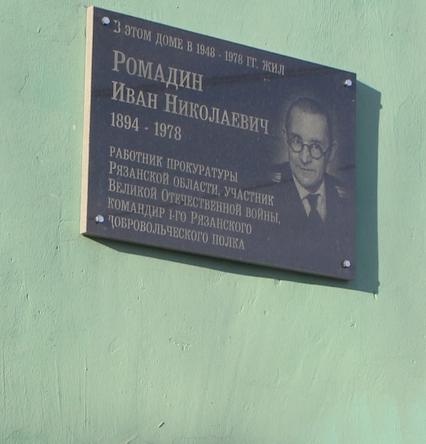 В ЭТОМ ДОМЕ В 1948 - 1978 ГГ. ЖИЛ
РОМАДИН
ИВАН НИКОЛАЕВИЧ
1894 - 1978
РАБОТНИК ПРОКУРАТУРЫ
РЯЗАНСКОЙ ОБЛАСТИ, УЧАСТНИК
ВЕЛИКОЙ ОТЕЧЕСТВЕННОЙ ВОЙНЫ,
КОМАНДИР 1-ГО РЯЗАНСКОГО
ДОБРОВОЛЬЧЕСКОГО ПОЛКА